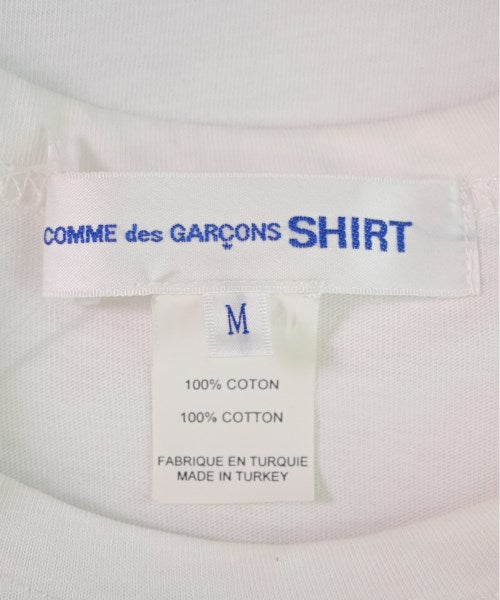 COMME des GARÇONS SHIRT
M
100% COTON
100% COTTON
FABRIQUE EN TURQUIE
MADE IN TURKEY